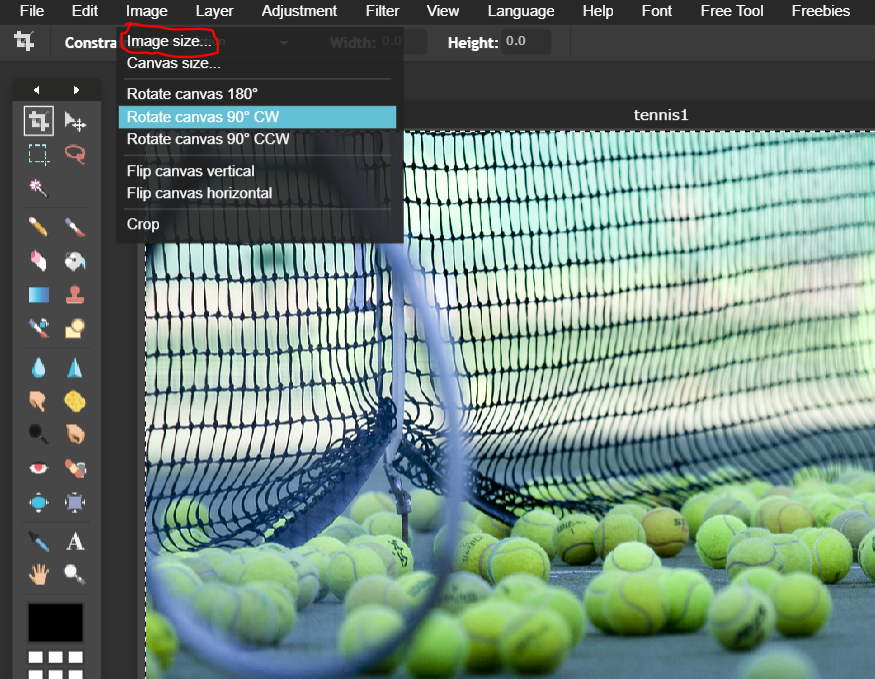 File Edit Image Layer Adjustment Filter View Language Help Font Free Tool Freebies
Constra Width: 0.0 Height: 0.0
Image size...
Canvas size...
Rotate canvas 180°
Rotate canvas 90° CW
tennis1
Rotate canvas 90° CCW
Flip canvas vertical
Flip canvas horizontal
Crop
A